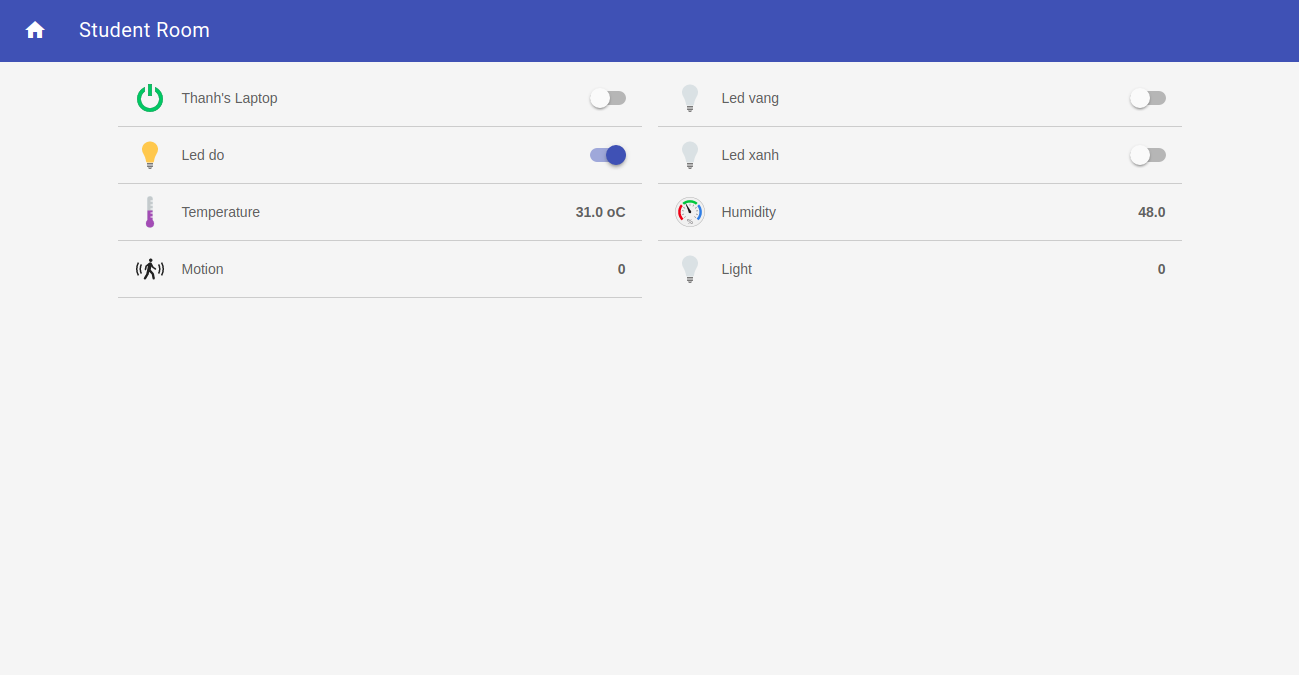 Student Room
Thanh's Laptop
Led vang
Led do
Led xanh
Temperature 31.0 oC
Humidity 48.0
Motion 0
Light 0
%